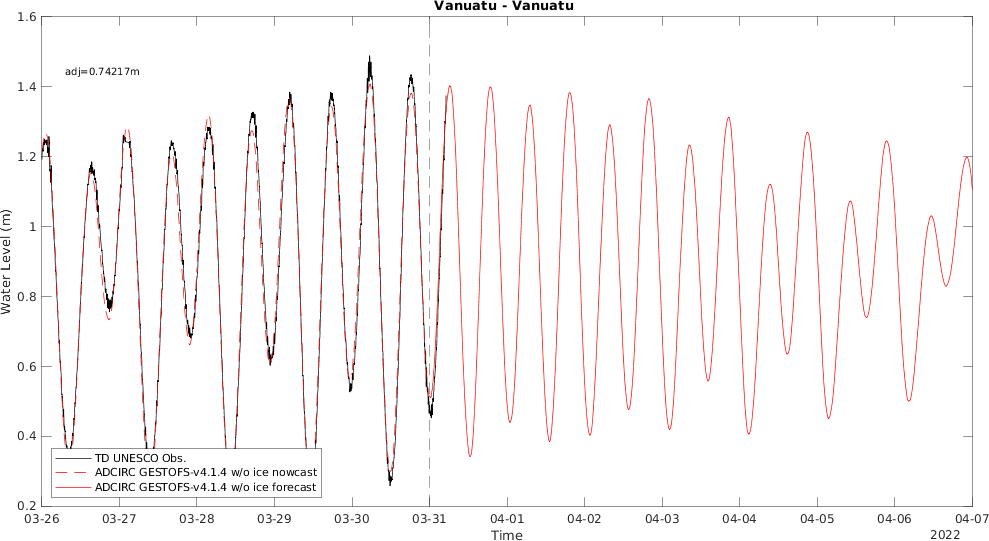 Vanuatu - Vanuatu
1.6
1.4
1.2
1
0.8
0.6
0.4
0.2
Water Level (m)
adj=0.74217m
TD UNESCO Obs.
ADCIRC GESTOFS-v4.1.4 w/o ice nowcast
ADCIRC GESTOFS-v4.1.4 w/o ice forecast
03-26 03-27 03-28 03-29 03-30 03-31 04-01 04-02 04-03 04-04 04-05 04-06 04-07
Time
2022